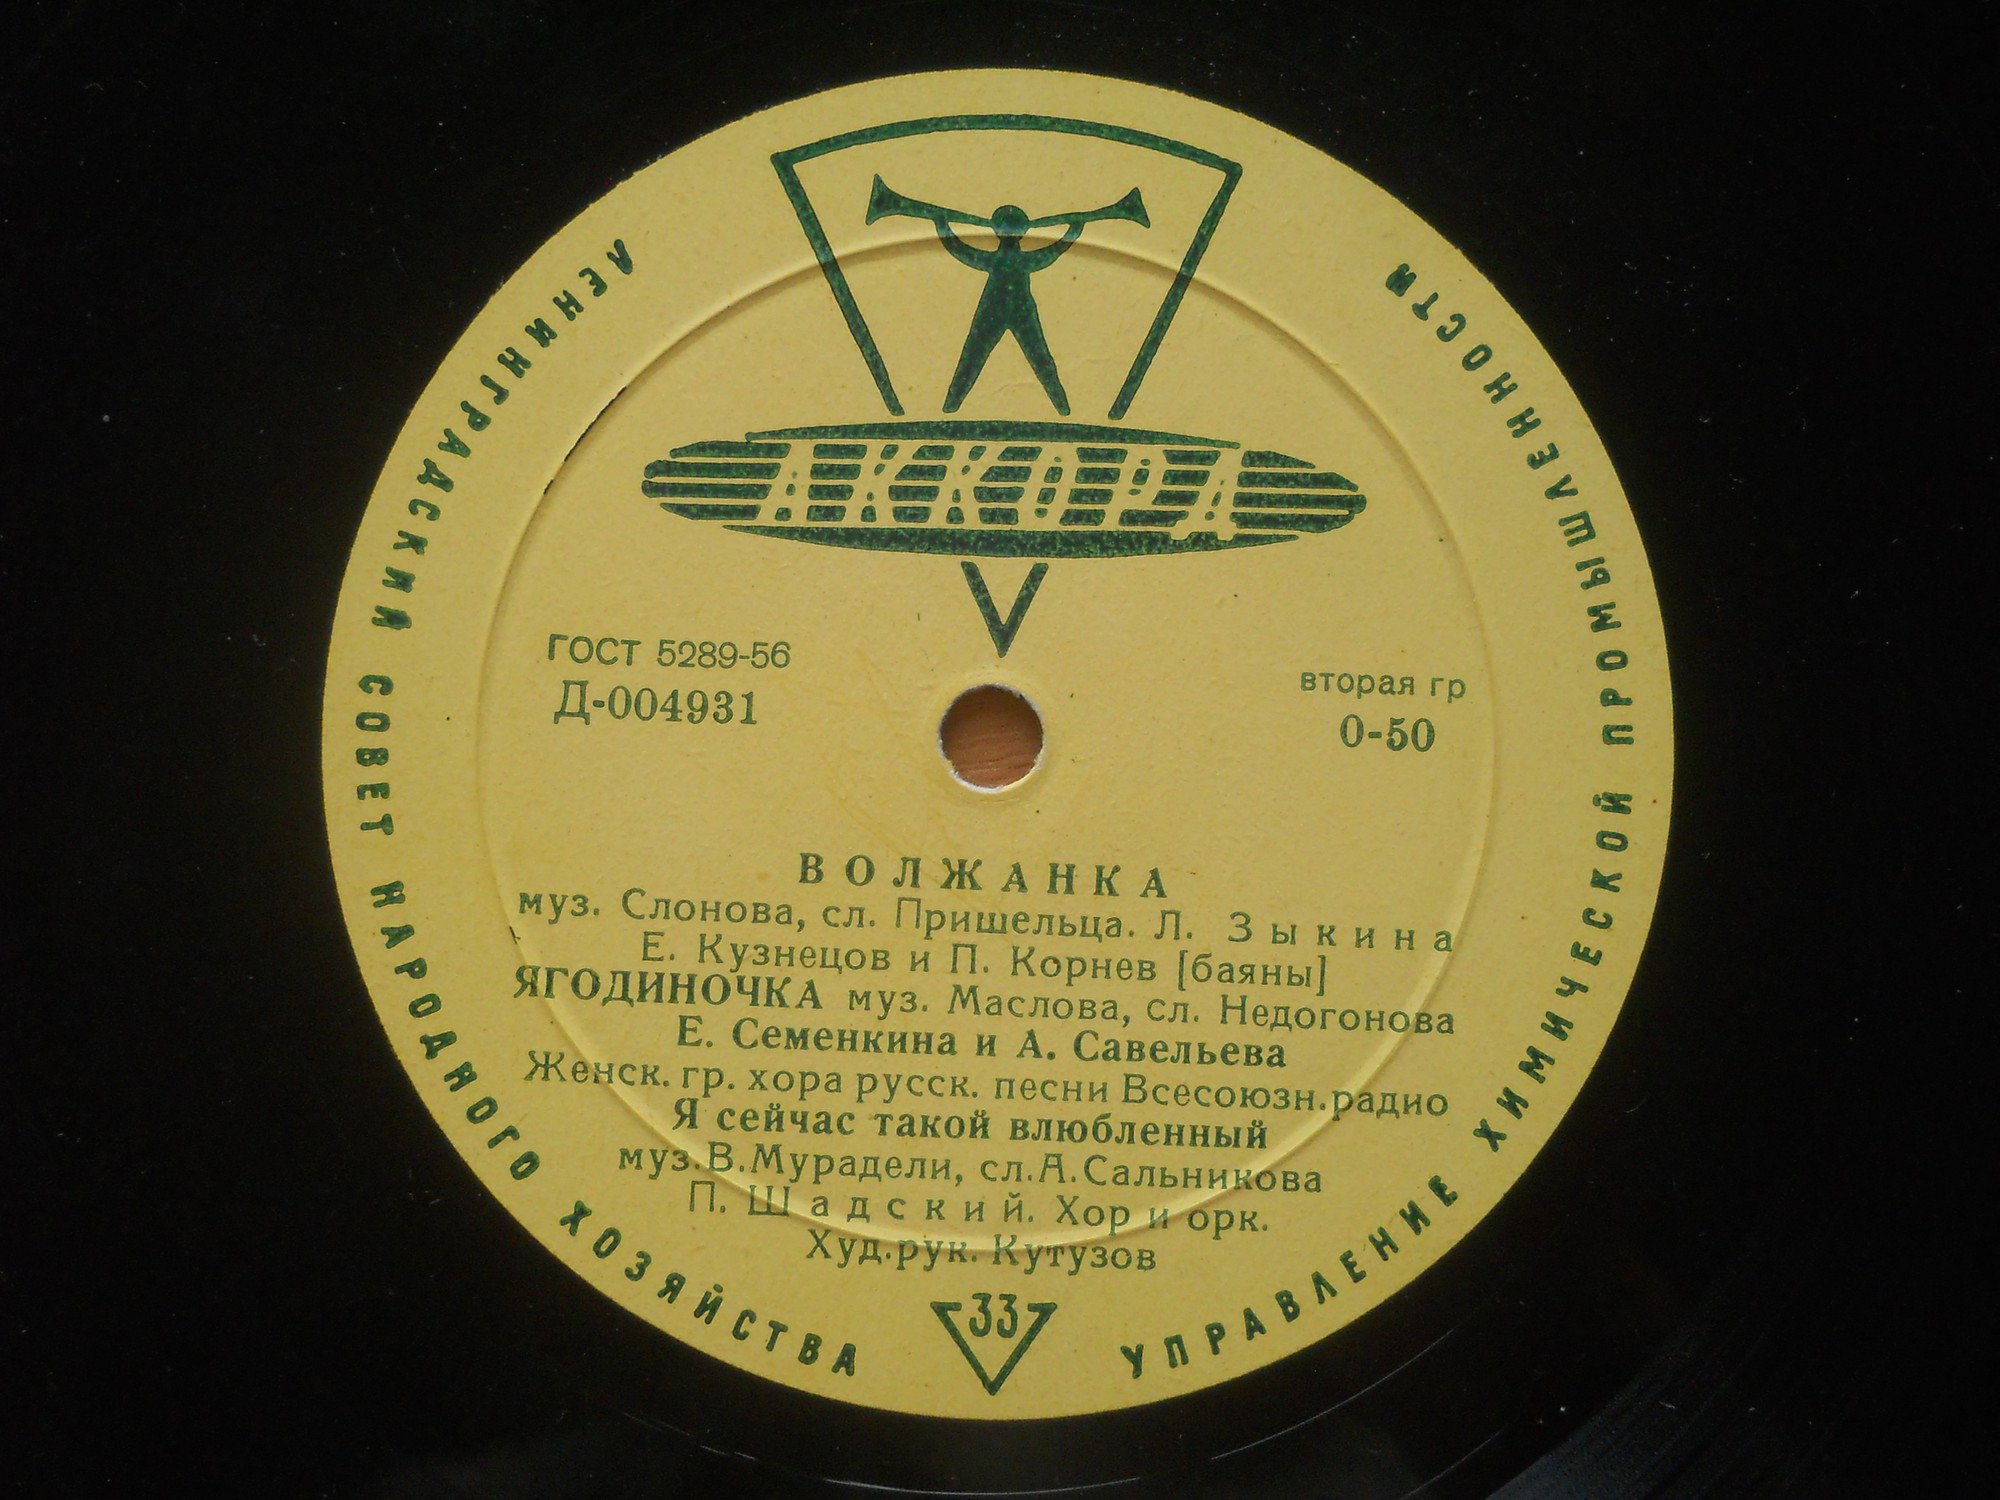 ЛЕНИНГРАДСКИЙ СОВЕТ НАРОДНОГО ХОЗЯЙСТВА
УПРАВЛЕНИЕ ХИМИЧЕСКОЙ ПРОМЫШЛЕННОСТИ
АККОРД
ГОСТ 5289-56
Д-004931
вторая гр
0-50
ВОЛЖАНКА
муз. Слонова, сл. Пришельца. Л. Зыкина
Е. Кузнецов и П. Корнев [баяны]
ЯГОДИНОЧКА муз. Маслова, сл. Недогонова
Е. Семенкина и А. Савельева
Женск. гр. хора русск. песни Всесоюзн.радио
Я сейчас такой влюбленный
муз.В.Мурадели, сл.А.Сальникова
П. Шадский. Хор и орк.
Худ.рук. Кутузов
33